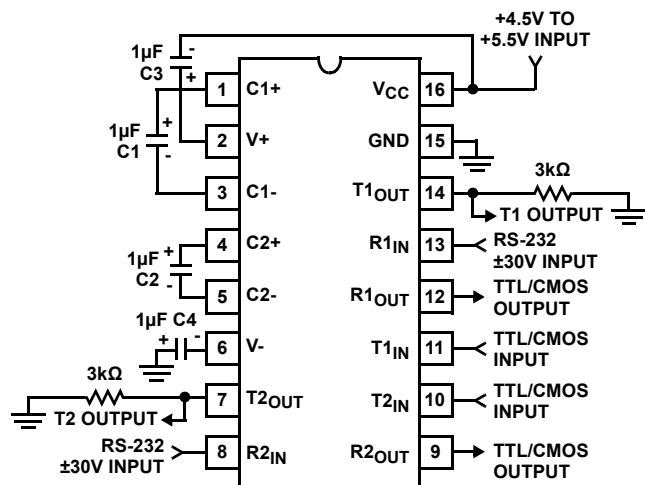 +4.5V TO
+5.5V INPUT
1µF
C3
-
+
1
C1+
VCC
16
1µF
C1
+
-
2
V+
GND
15
3
C1-
T1OUT
14
3kΩ
T1 OUTPUT
1µF
C2
+
-
4
C2+
R1IN
13
RS-232
±30V INPUT
5
C2-
R1OUT
12
TTL/CMOS
OUTPUT
1µF C4
+
-
6
V-
T1IN
11
TTL/CMOS
INPUT
3kΩ
T2 OUTPUT
7
T2OUT
T2IN
10
TTL/CMOS
INPUT
RS-232
±30V INPUT
8
R2IN
R2OUT
9
TTL/CMOS
OUTPUT